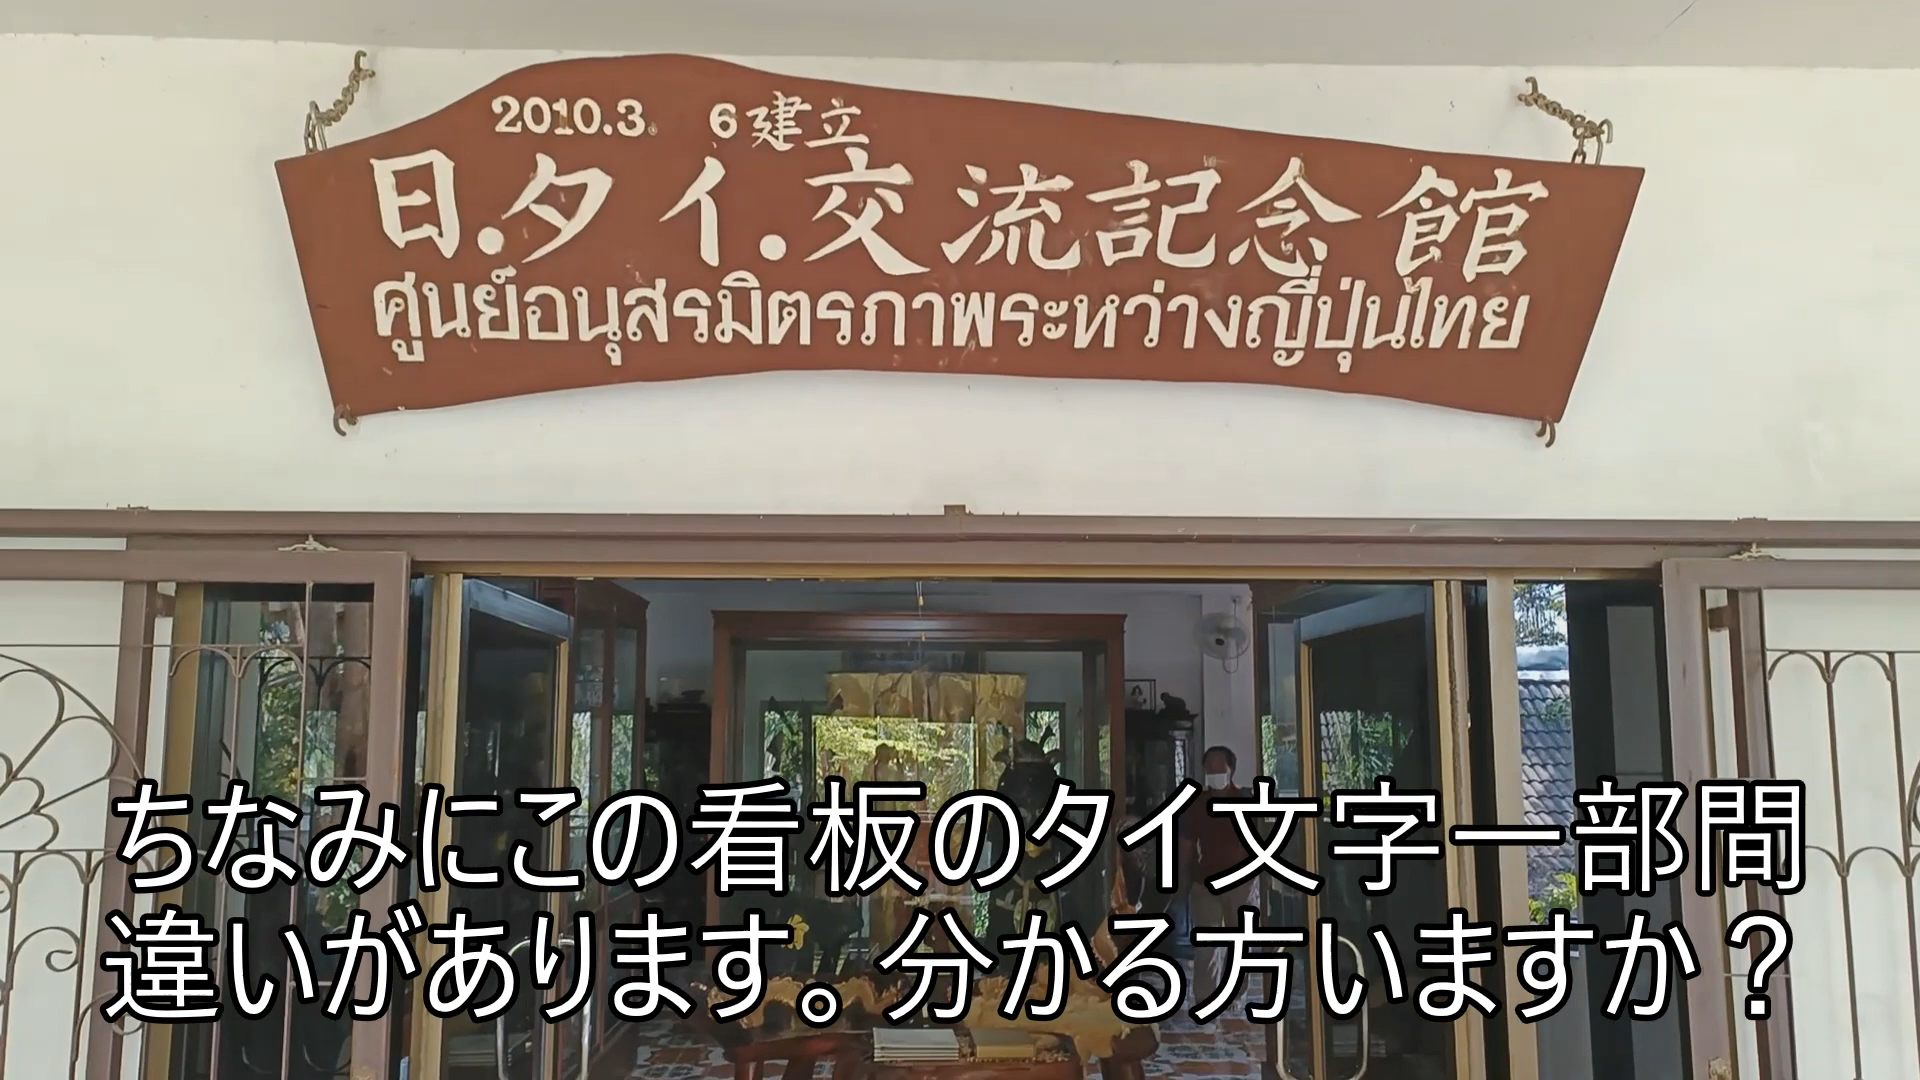 2010.3. 6建立
日.タイ.交流記念館
ศูนย์อนุสรมิตรภาพระหว่างญี่ปุ่นไทย
ちなみにこの看板のタイ文字一部間
違いがあります。分かる方いますか？